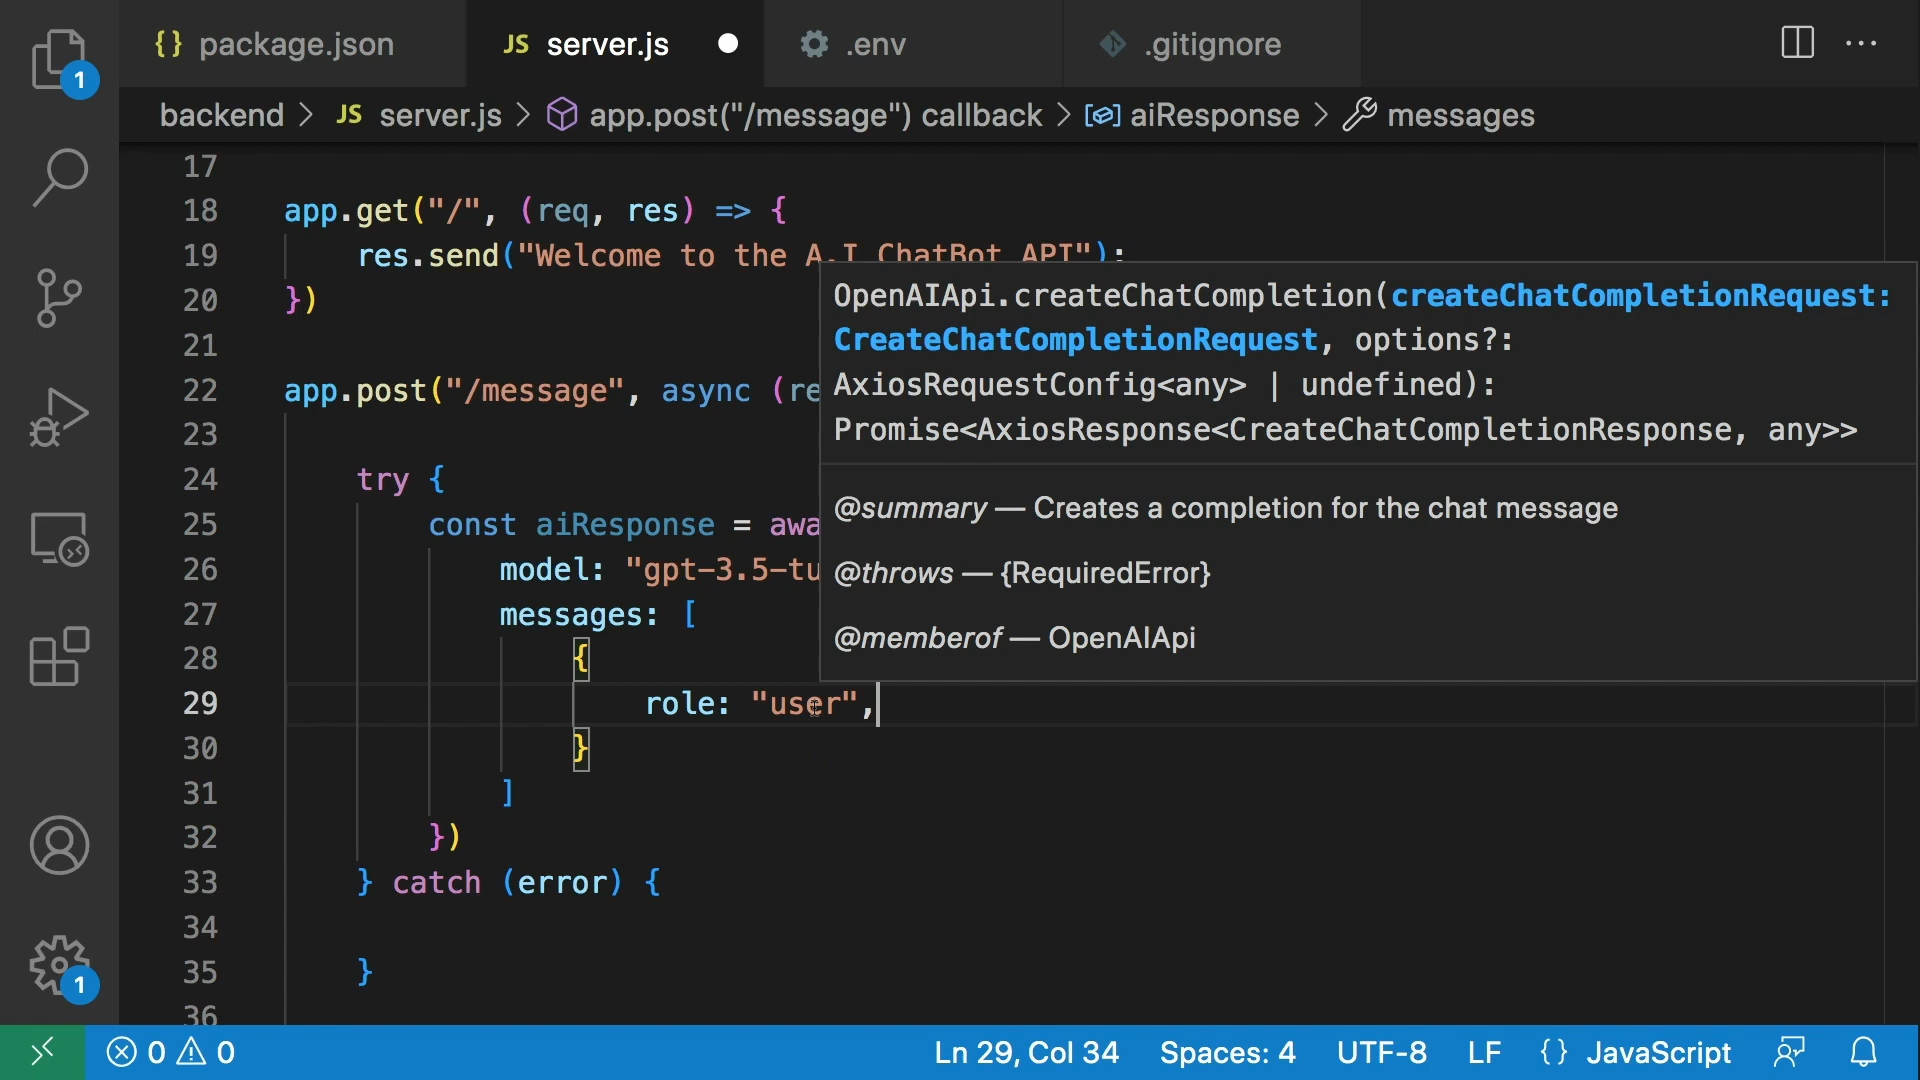 {} package.json JS server.js .env .gitignore
1
backend > JS server.js > app.post("/message") callback > aiResponse > messages
17
18 app.get("/", (req, res) => {
19 res.send("Welcome to the A.I ChatBot API");
20 })
21
22 app.post("/message", async (re
23
24 try {
25 const aiResponse = awa
26 model: "gpt-3.5-tu
27 messages: [
28 {
29 role: "user",
30 }
31 ]
32 })
33 } catch (error) {
34
35 }
36
OpenAIApi.createChatCompletion(createChatCompletionRequest:
CreateChatCompletionRequest, options?:
AxiosRequestConfig<any> | undefined):
Promise<AxiosResponse<CreateChatCompletionResponse, any>>
@summary — Creates a completion for the chat message
@throws — {RequiredError}
@memberof — OpenAIApi
1
0 0 Ln 29, Col 34 Spaces: 4 UTF-8 LF {} JavaScript